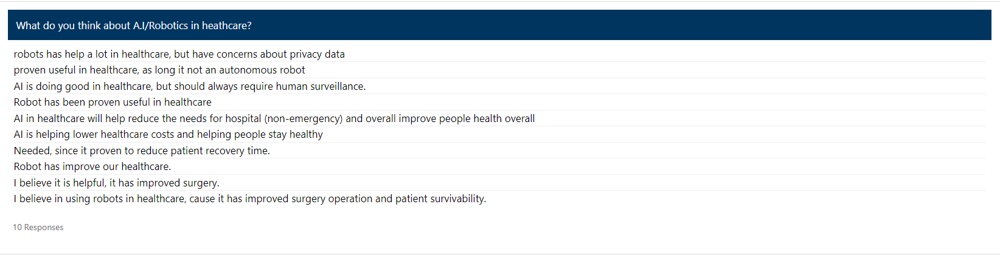 What do you think about A.I/Robotics in heathcare?
robots has help a lot in healthcare, but have concerns about privacy data
proven useful in healthcare, as long it not an autonomous robot
AI is doing good in healthcare, but should always require human surveillance.
Robot has been proven useful in healthcare
AI in healthcare will help reduce the needs for hospital (non-emergency) and overall improve people health overall
AI is helping lower healthcare costs and helping people stay healthy
Needed, since it proven to reduce patient recovery time.
Robot has improve our healthcare.
I believe it is helpful, it has improved surgery.
I believe in using robots in healthcare, cause it has improved surgery operation and patient survivability.
10 Responses